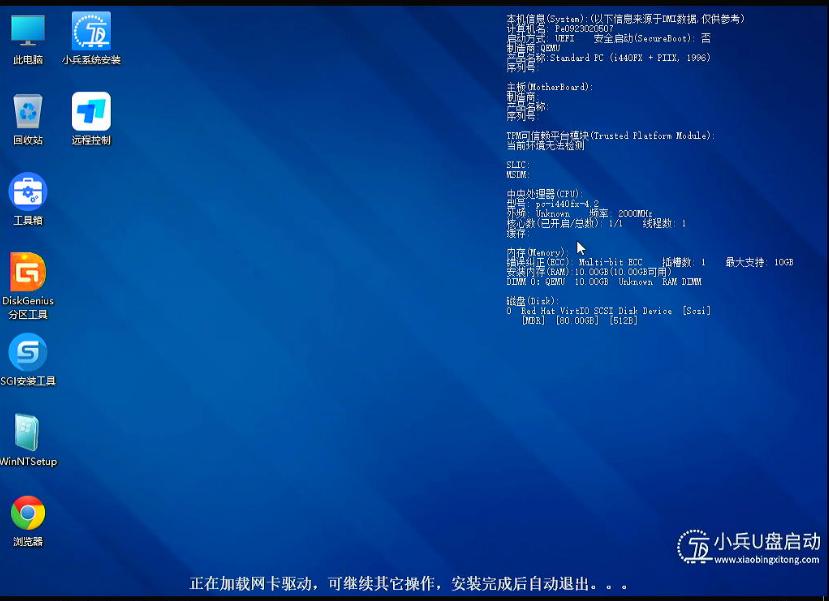 此电脑
小兵系统安装
回收站
远程控制
工具箱
DiskGenius
分区工具
SGI安装工具
WinNTSetup
浏览器
本机信息(System):(以下信息来源于DMI数据,仅供参考)
计算机名: Pe0923020507
启动方式: UEFI 安全启动(SecureBoot): 否
制造商:QEMU
产品名称:Standard PC (i440FX + PIIX, 1996)
序列号:
主板(MotherBoard):
制造商:
产品名称:
序列号:
TPM可信赖平台模块(Trusted Platform Module):
当前环境无法检测
SLIC:
MSDM:
中央处理器(CPU):
型号: pc-i440fx-4.2
外频: Unknown 频率: 2000MHz
核心数(已开启/总数): 1/1 线程数: 1
缓存:
内存(Memory):
错误纠正(ECC): Multi-bit ECC 插槽数: 1 最大支持: 10GB
安装内存(RAM):10.00GB(10.00GB可用)
DIMM 0: QEMU 10.00GB Unknown RAM DIMM
磁盘(Disk):
0 Red Hat VirtIO SCSI Disk Device [Scsi]
[MBR] [80.00GB] [512B]
小兵U盘启动
www.xiaobingxitong.com
正在加载网卡驱动，可继续其它操作，安装完成后自动退出。。。